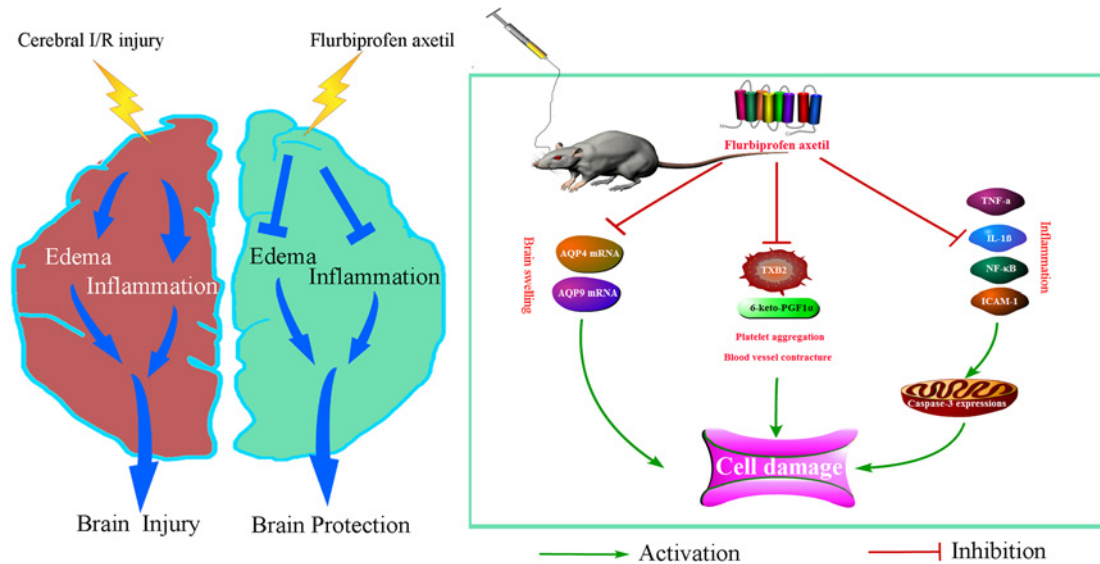 Cerebral I/R injury
Flurbiprofen axetil
Edema
Inflammation
Edema
Inflammation
Brain Injury
Brain Protection
Flurbiprofen axetil
Brain swelling
AQP4 mRNA
AQP9 mRNA
TXB2
6-keto-PGF1α
Platelet aggregation
Blood vessel contracture
TNF-a
IL-1ß
NF-κB
ICAM-1
Inflammation
Caspase-3 expressions
Cell damage
Activation
Inhibition